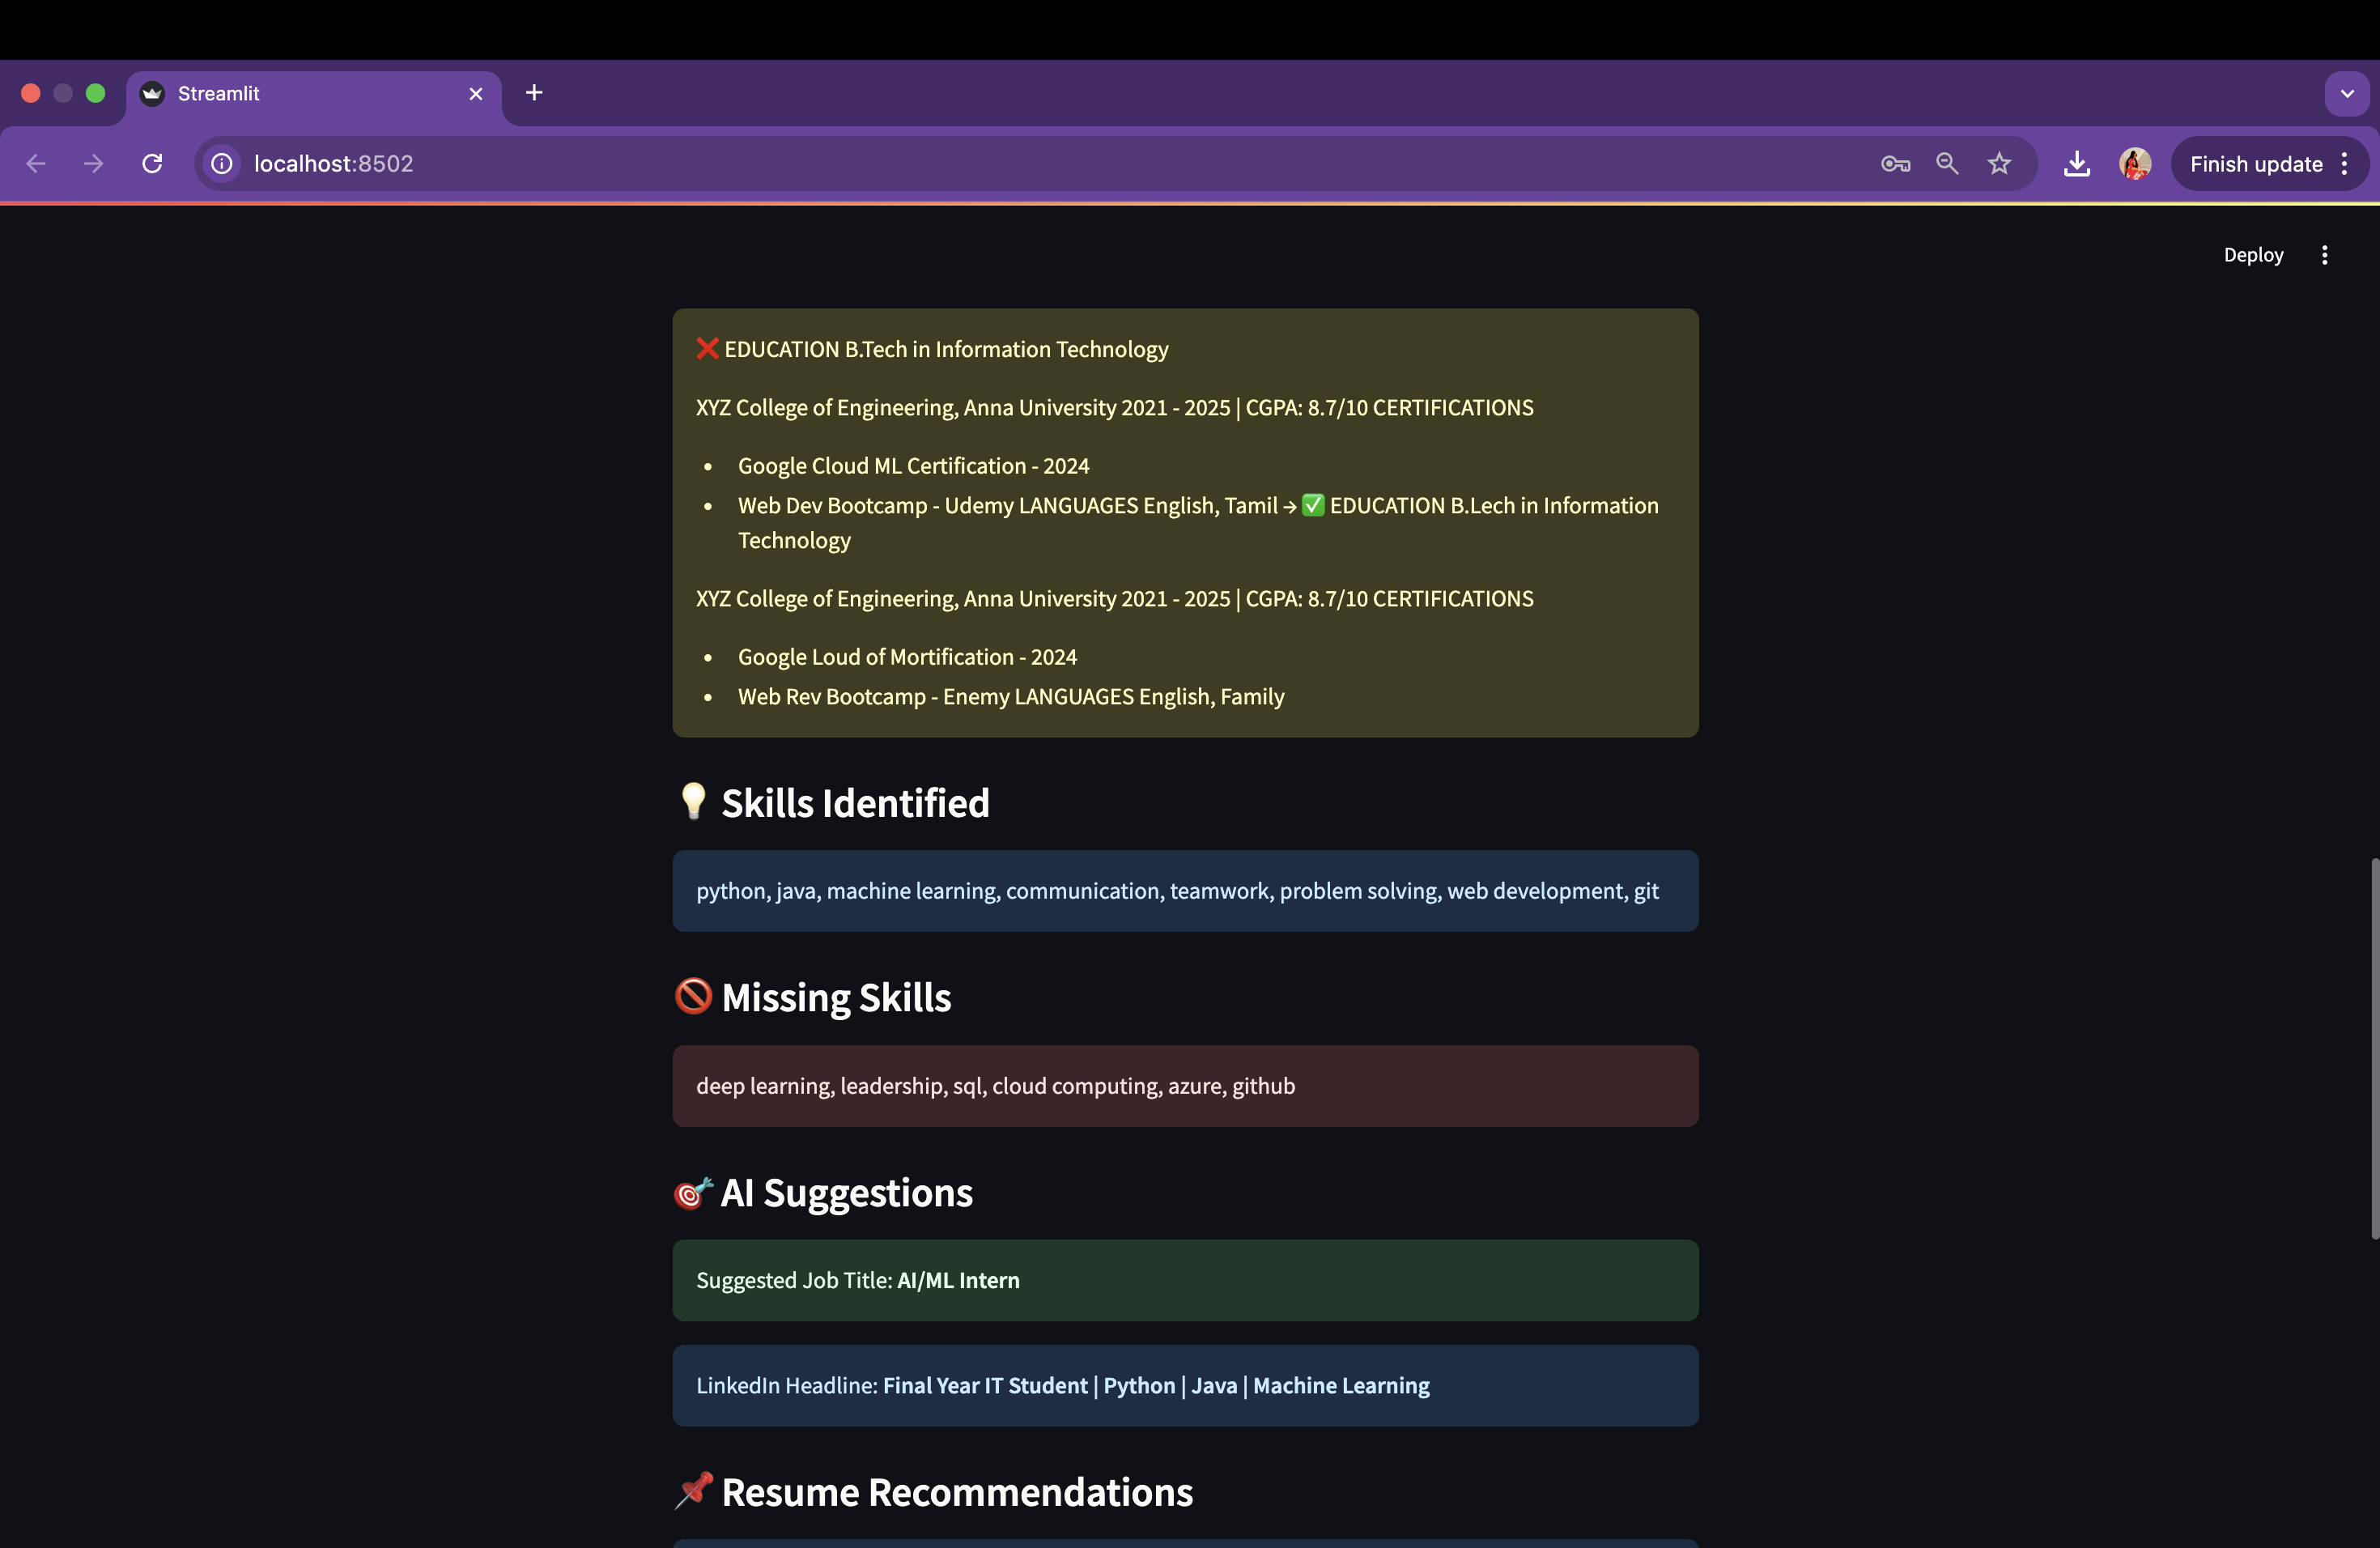 Streamlit
localhost:8502
Finish update
Deploy
❌ EDUCATION B.Tech in Information Technology
XYZ College of Engineering, Anna University 2021 - 2025 | CGPA: 8.7/10 CERTIFICATIONS
• Google Cloud ML Certification - 2024
• Web Dev Bootcamp - Udemy LANGUAGES English, Tamil → ✅ EDUCATION B.Lech in Information
Technology
XYZ College of Engineering, Anna University 2021 - 2025 | CGPA: 8.7/10 CERTIFICATIONS
• Google Loud of Mortification - 2024
• Web Rev Bootcamp - Enemy LANGUAGES English, Family
💡 Skills Identified
python, java, machine learning, communication, teamwork, problem solving, web development, git
🚫 Missing Skills
deep learning, leadership, sql, cloud computing, azure, github
🎯 AI Suggestions
Suggested Job Title: AI/ML Intern
LinkedIn Headline: Final Year IT Student | Python | Java | Machine Learning
📌 Resume Recommendations